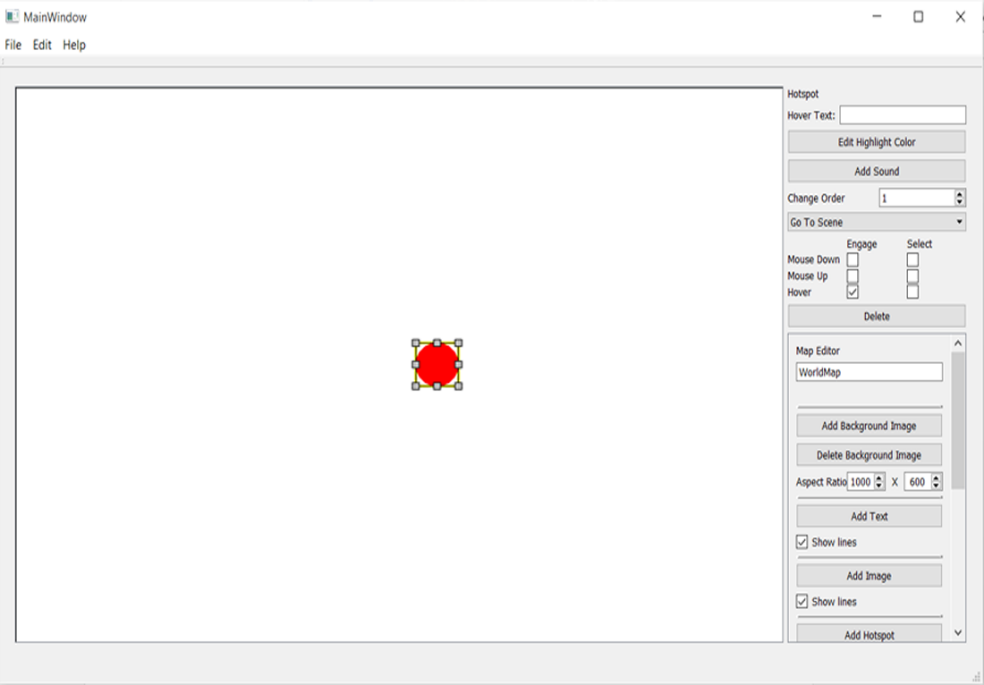 MainWindow
File Edit Help
Hotspot
Hover Text:
Edit Highlight Color
Add Sound
Change Order 1
Go To Scene
Engage Select
Mouse Down
Mouse Up
Hover
Delete
Map Editor
WorldMap
Add Background Image
Delete Background Image
Aspect Ratio 1000 X 600
Add Text
Show lines
Add Image
Show lines
Add Hotspot